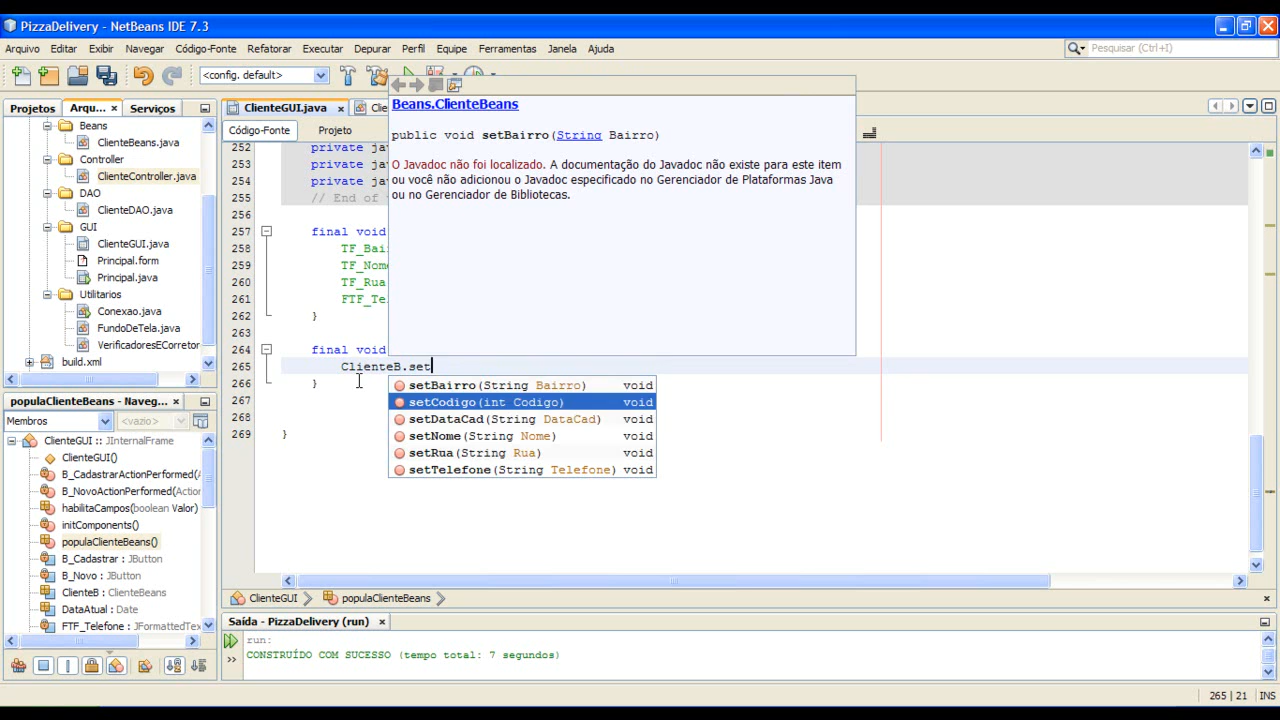 PizzaDelivery - NetBeans IDE 7.3
Arquivo Editar Exibir Navegar Código-Fonte Refatorar Executar Depurar Perfil Equipe Ferramentas Janela Ajuda
Pesquisar (Ctrl+I)
<config. default>
Projetos Arqu... Serviços
ClienteGUI.java
Código-Fonte Projeto
Beans
ClienteBeans.java
Controller
ClienteController.java
DAO
ClienteDAO.java
GUI
ClienteGUI.java
Principal.form
Principal.java
Utilitarios
Conexao.java
FundoDeTela.java
VerificadoresECorretor
build.xml
populaClienteBeans - Naveg...
Membros <vazio>
ClienteGUI :: JInternalFrame
ClienteGUI()
B_CadastrarActionPerformed(
B_NovoActionPerformed(Action
habilitaCampos(boolean Valor)
initComponents()
populaClienteBeans()
B_Cadastrar : JButton
B_Novo : JButton
ClienteB : ClienteBeans
DataAtual : Date
FTF_Telefone : JFormattedTex
252 private
253 private
254 private
255 // End of
256
257 final void
258
259 TF_Nome
260 TF_Rua
261
262 }
263
264 final void
265 ClienteB.set
266 }
267
268
269 }
Beans.ClienteBeans
public void setBairro(String Bairro)
O Javadoc não foi localizado. A documentação do Javadoc não existe para este item
ou você não adicionou o Javadoc especificado no Gerenciador de Plataformas Java
ou no Gerenciador de Bibliotecas.
setBairro(String Bairro) void
setCodigo(int Codigo) void
setDataCad(String DataCad) void
setNome(String Nome) void
setRua(String Rua) void
setTelefone(String Telefone) void
ClienteGUI populaClienteBeans
Saída - PizzaDelivery (run)
run:
CONSTRUÍDO COM SUCESSO (tempo total: 7 segundos)
265 | 21 INS